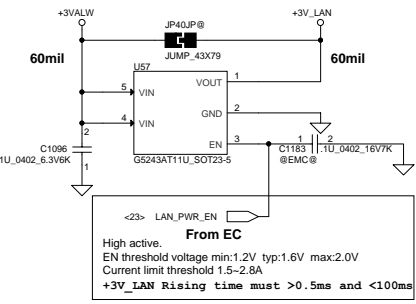 +3VALW
JP40JP@
+3V_LAN
JUMP_43X79
60mil
60mil
U57
5
VIN
VOUT
1
GND
2
4
VIN
EN
3
G5243AT11U_SOT23-5
2
C1096
1U_0402_6.3V6K
1
1
2
C1183
.1U_0402_16V7K
@EMC@
<23> LAN_PWR_EN
From EC
High active.
EN threshold voltage min:1.2V typ:1.6V max:2.0V
Current limit threshold 1.5~2.8A
+3V_LAN Rising time must >0.5ms and <100ms